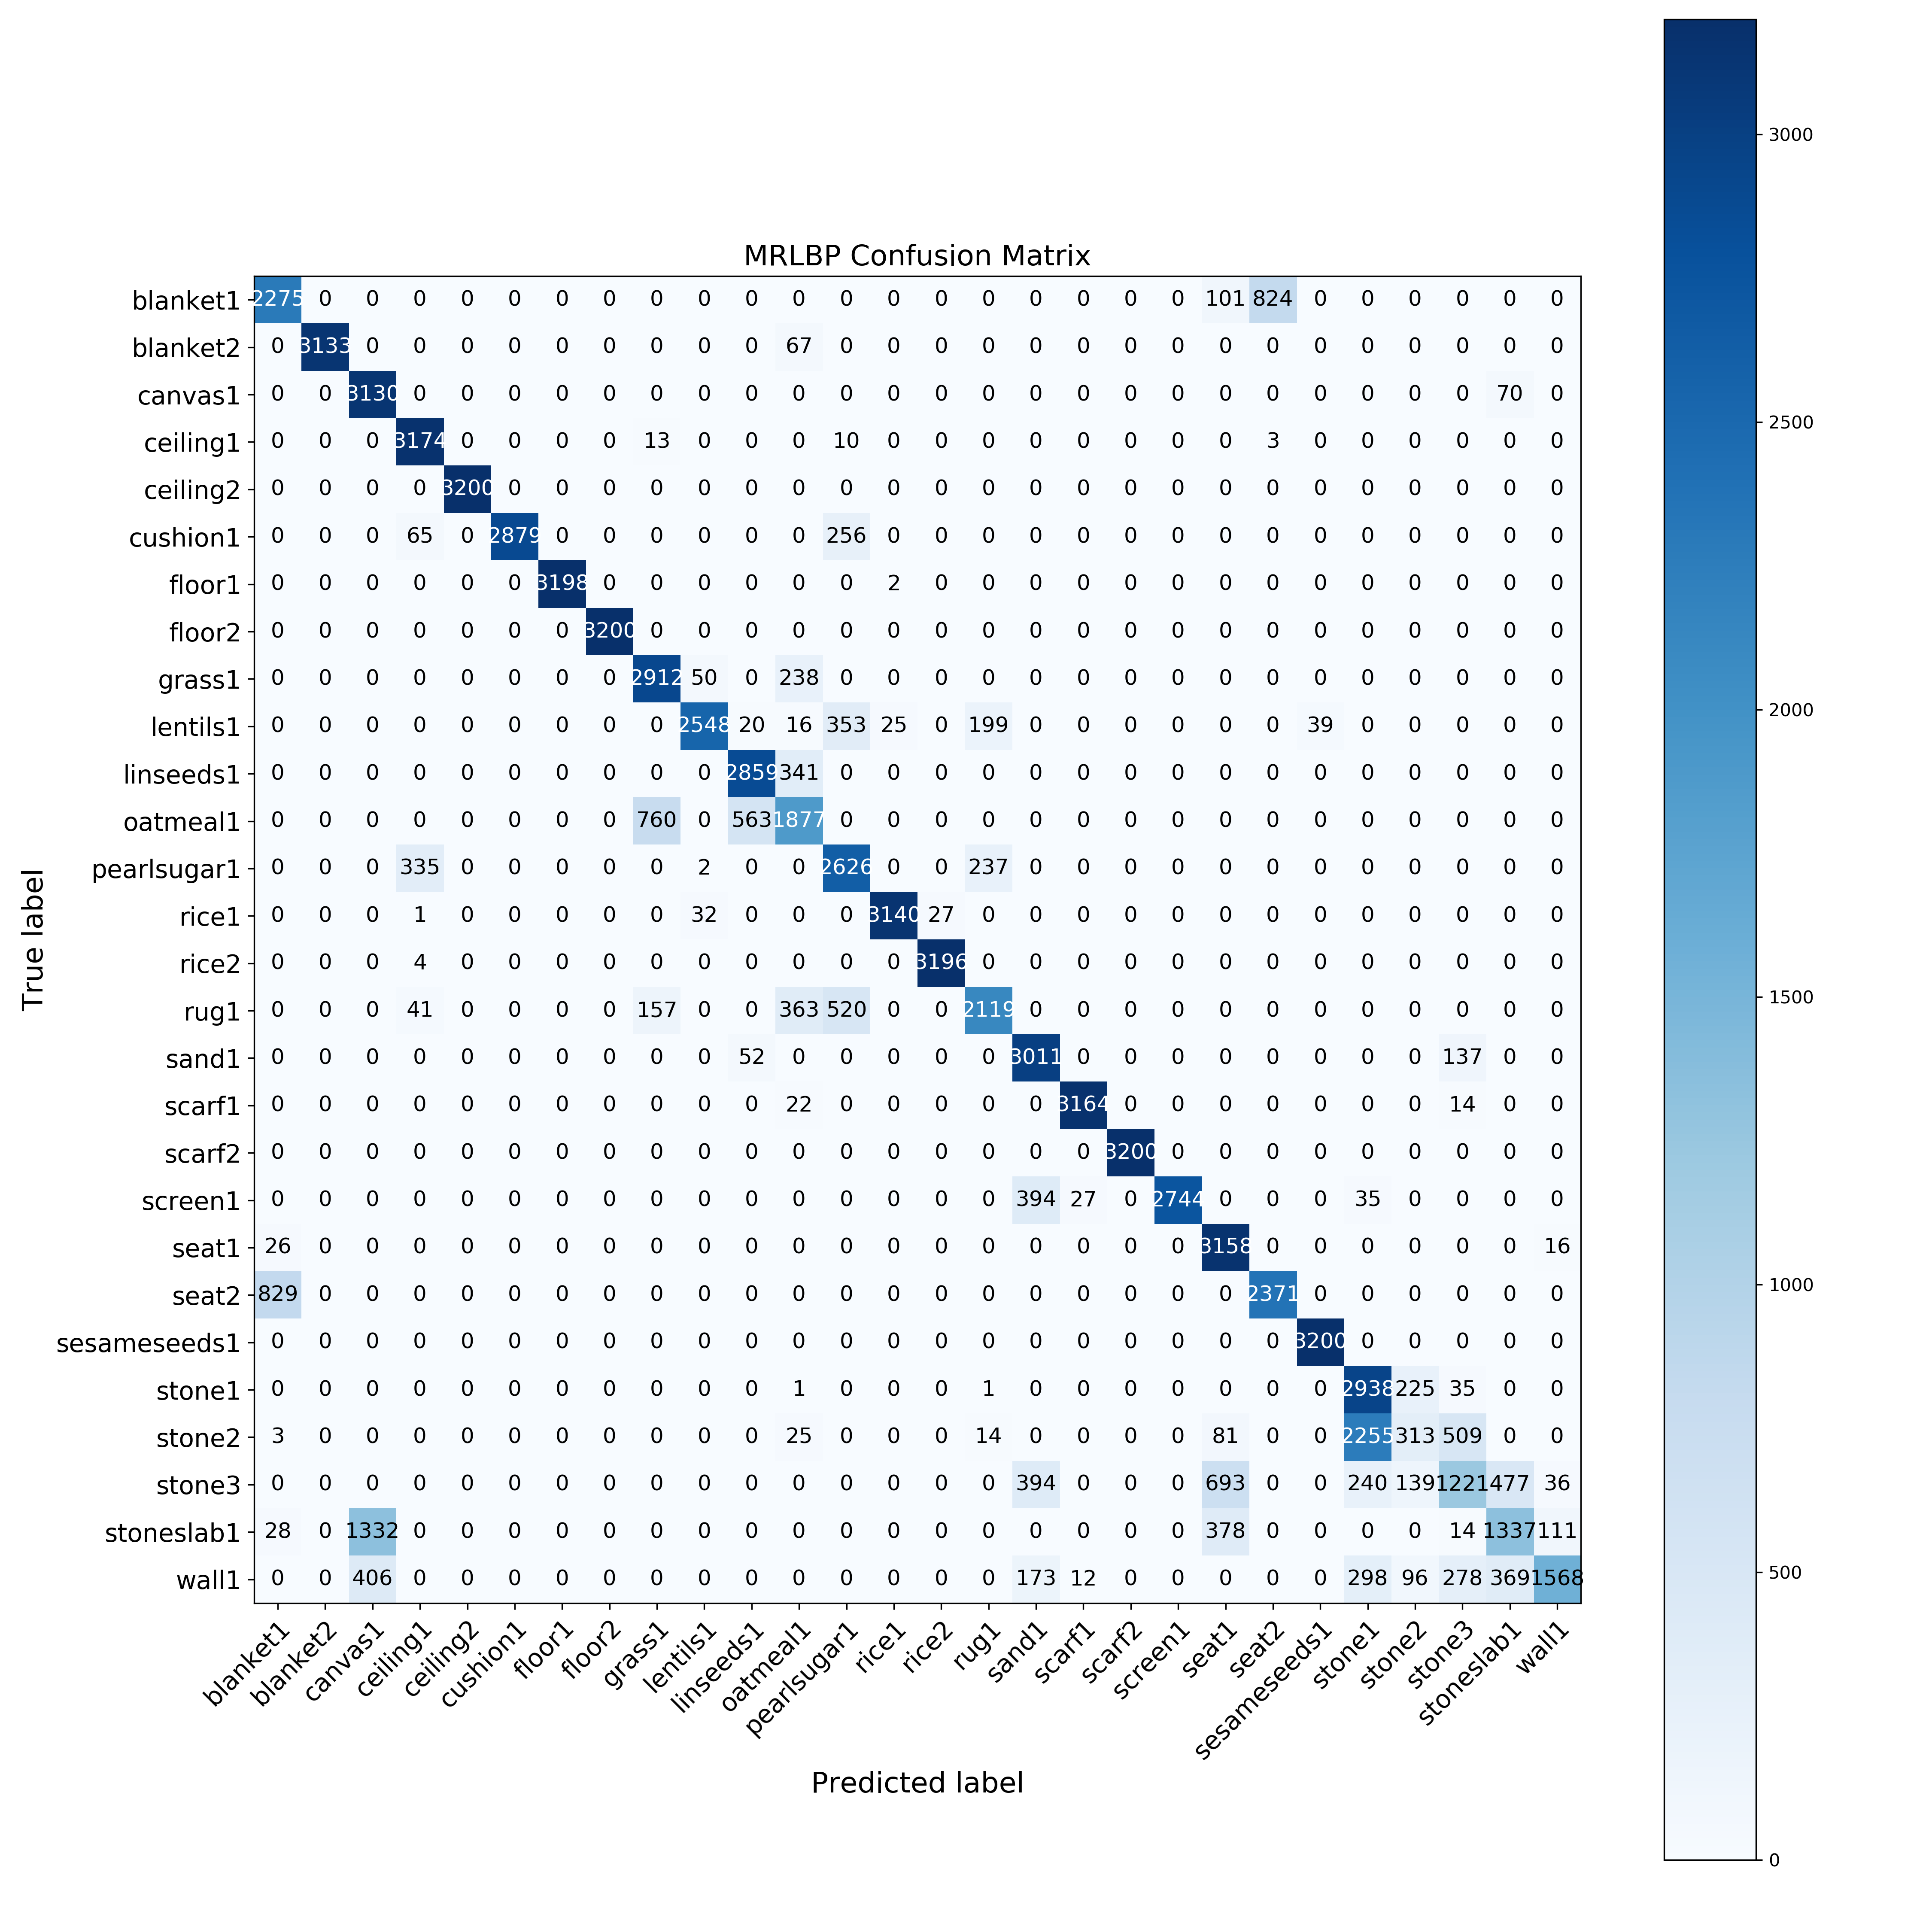 MRLBP Confusion Matrix
True label
blanket1 2275 0 0 0 0 0 0 0 0 0 0 0 0 0 0 0 0 0 0 0 101 824 0 0 0 0 0 0
blanket2 0 3133 0 0 0 0 0 0 0 0 0 67 0 0 0 0 0 0 0 0 0 0 0 0 0 0 0 0
canvas1 0 0 3130 0 0 0 0 0 0 0 0 0 0 0 0 0 0 0 0 0 0 0 0 0 0 0 70 0
ceiling1 0 0 0 3174 0 0 0 0 13 0 0 0 10 0 0 0 0 0 0 0 0 3 0 0 0 0 0 0
ceiling2 0 0 0 0 3200 0 0 0 0 0 0 0 0 0 0 0 0 0 0 0 0 0 0 0 0 0 0 0
cushion1 0 0 0 65 0 2879 0 0 0 0 0 0 256 0 0 0 0 0 0 0 0 0 0 0 0 0 0 0
floor1 0 0 0 0 0 0 3198 0 0 0 0 0 0 2 0 0 0 0 0 0 0 0 0 0 0 0 0 0
floor2 0 0 0 0 0 0 0 3200 0 0 0 0 0 0 0 0 0 0 0 0 0 0 0 0 0 0 0 0
grass1 0 0 0 0 0 0 0 0 2912 50 0 238 0 0 0 0 0 0 0 0 0 0 0 0 0 0 0 0
lentils1 0 0 0 0 0 0 0 0 0 2548 20 16 353 25 0 199 0 0 0 0 0 0 39 0 0 0 0 0
linseeds1 0 0 0 0 0 0 0 0 0 0 2859 341 0 0 0 0 0 0 0 0 0 0 0 0 0 0 0 0
oatmeal1 0 0 0 0 0 0 0 0 760 0 563 1877 0 0 0 0 0 0 0 0 0 0 0 0 0 0 0 0
pearlsugar1 0 0 0 335 0 0 0 0 0 2 0 0 2626 0 0 237 0 0 0 0 0 0 0 0 0 0 0 0
rice1 0 0 0 1 0 0 0 0 0 32 0 0 0 3140 27 0 0 0 0 0 0 0 0 0 0 0 0 0
rice2 0 0 0 4 0 0 0 0 0 0 0 0 0 0 3196 0 0 0 0 0 0 0 0 0 0 0 0 0
rug1 0 0 0 41 0 0 0 0 157 0 0 363 520 0 0 2119 0 0 0 0 0 0 0 0 0 0 0 0
sand1 0 0 0 0 0 0 0 0 0 0 52 0 0 0 0 0 3011 0 0 0 0 0 0 0 0 137 0 0
scarf1 0 0 0 0 0 0 0 0 0 0 0 22 0 0 0 0 0 3164 0 0 0 0 0 0 0 14 0 0
scarf2 0 0 0 0 0 0 0 0 0 0 0 0 0 0 0 0 0 0 3200 0 0 0 0 0 0 0 0 0
screen1 0 0 0 0 0 0 0 0 0 0 0 0 0 0 0 0 394 27 0 2744 0 0 0 35 0 0 0 0
seat1 26 0 0 0 0 0 0 0 0 0 0 0 0 0 0 0 0 0 0 0 3158 0 0 0 0 0 0 16
seat2 829 0 0 0 0 0 0 0 0 0 0 0 0 0 0 0 0 0 0 0 0 2371 0 0 0 0 0 0
sesameseeds1 0 0 0 0 0 0 0 0 0 0 0 0 0 0 0 0 0 0 0 0 0 0 3200 0 0 0 0 0
stone1 0 0 0 0 0 0 0 0 0 0 0 1 0 0 0 1 0 0 0 0 0 0 0 2938 225 35 0 0
stone2 3 0 0 0 0 0 0 0 0 0 0 25 0 0 0 14 0 0 0 0 81 0 0 2255 313 509 0 0
stone3 0 0 0 0 0 0 0 0 0 0 0 0 0 0 0 0 394 0 0 0 693 0 0 240 139 1221 477 36
stoneslab1 28 0 1332 0 0 0 0 0 0 0 0 0 0 0 0 0 0 0 0 0 378 0 0 0 0 14 1337 111
wall1 0 0 406 0 0 0 0 0 0 0 0 0 0 0 0 0 173 12 0 0 0 0 0 298 96 278 369 1568
blanket1 blanket2 canvas1 ceiling1 ceiling2 cushion1 floor1 floor2 grass1 lentils1 linseeds1 oatmeal1 pearlsugar1 rice1 rice2 rug1 sand1 scarf1 scarf2 screen1 seat1 seat2 sesameseeds1 stone1 stone2 stone3 stoneslab1 wall1
Predicted label
3000
2500
2000
1500
1000
500
0